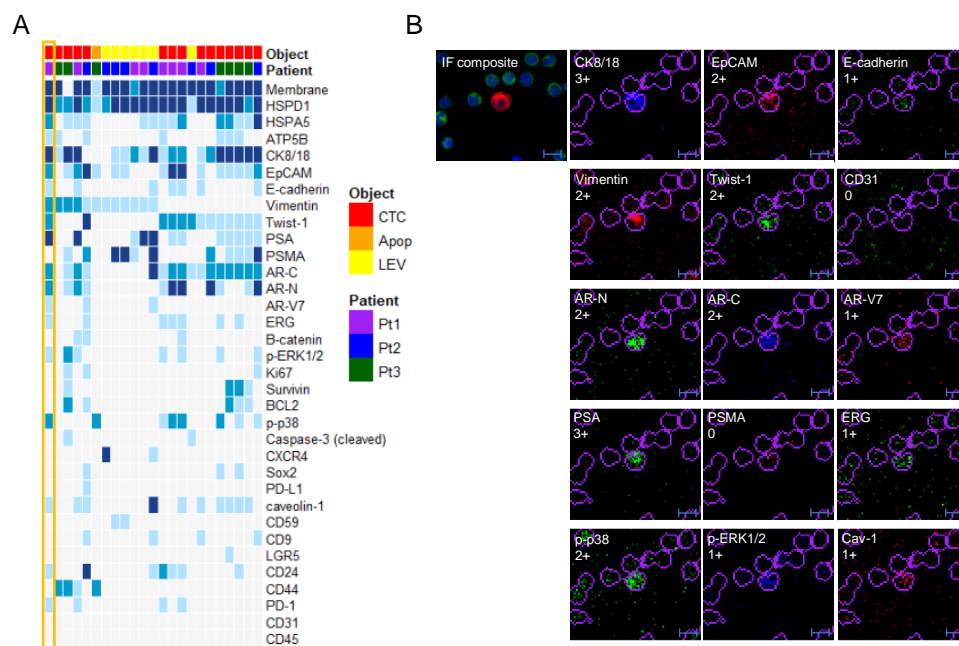 A
B
Object
Patient
Membrane
HSPD1
HSPA5
ATP5B
CK8/18
EpCAM
E-cadherin
Vimentin
Twist-1
PSA
PSMA
AR-C
AR-N
AR-V7
ERG
B-catenin
p-ERK1/2
Ki67
Survivin
BCL2
p-p38
Caspase-3 (cleaved)
CXCR4
Sox2
PD-L1
caveolin-1
CD59
CD9
LGR5
CD24
CD44
PD-1
CD31
CD45
Object
CTC
Apop
LEV
Patient
Pt1
Pt2
Pt3
IF composite
CK8/18
3+
EpCAM
2+
E-cadherin
1+
Vimentin
2+
Twist-1
2+
CD31
0
AR-N
2+
AR-C
2+
AR-V7
1+
PSA
3+
PSMA
0
ERG
1+
p-p38
2+
p-ERK1/2
1+
Cav-1
1+